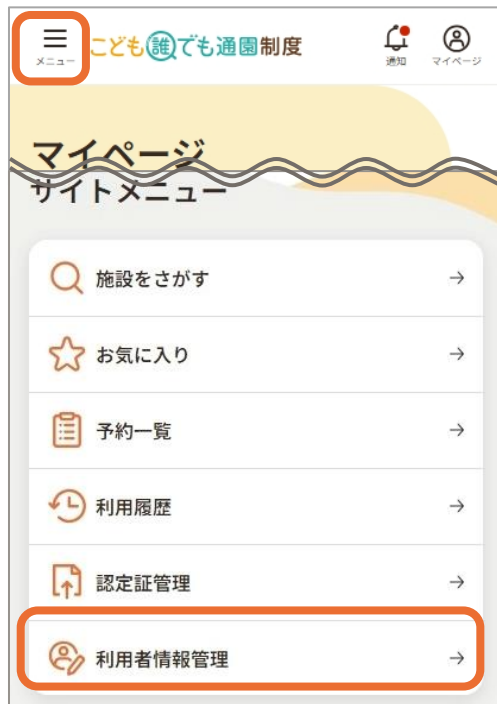 こども誰でも通園制度
メニュー
通知
マイページ
マイページ
サイトメニュー
施設をさがす
お気に入り
予約一覧
利用履歴
認定証管理
利用者情報管理